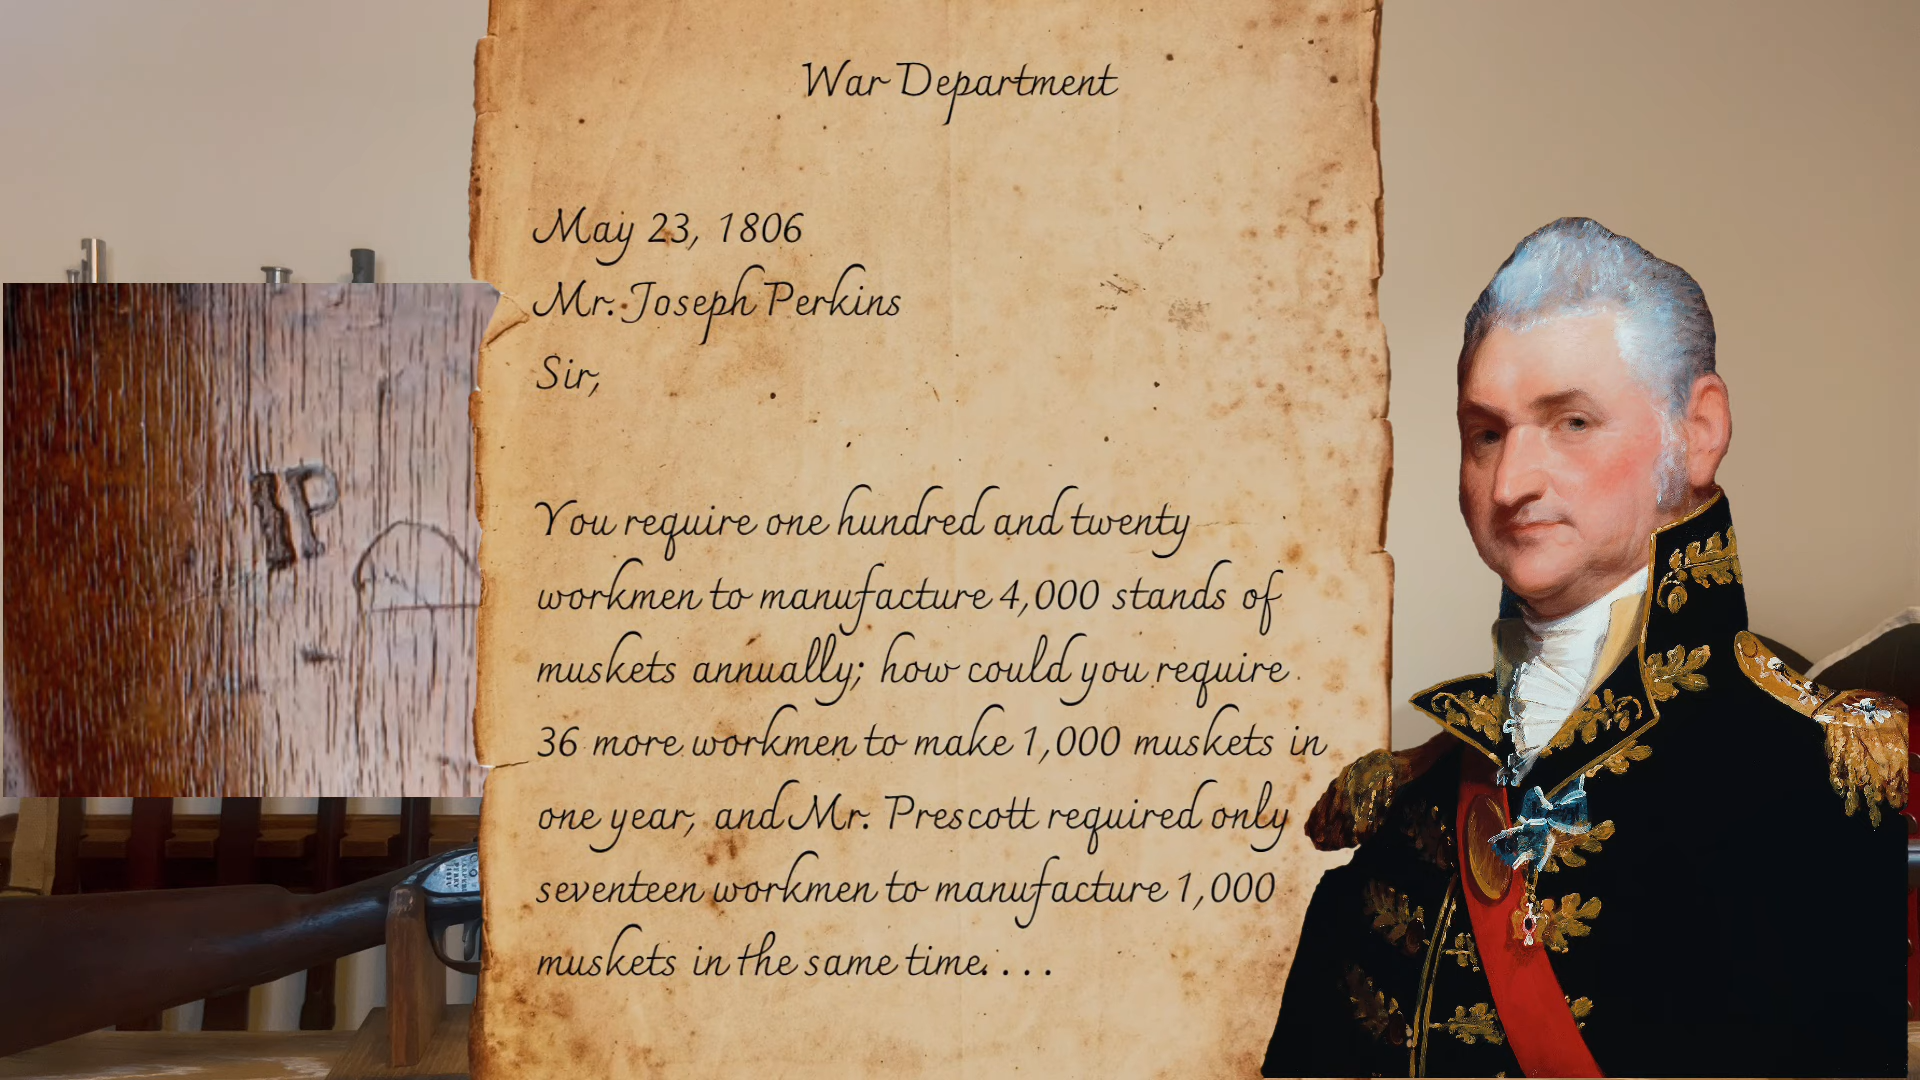 War Department
May 23, 1806
Mr. Joseph Perkins
Sir,
You require one hundred and twenty
workmen to manufacture 4,000 stands of
muskets annually; how could you require
36 more workmen to make 1,000 muskets in
one year, and Mr. Prescott required only
seventeen workmen to manufacture 1,000
muskets in the same time. . . .
IP